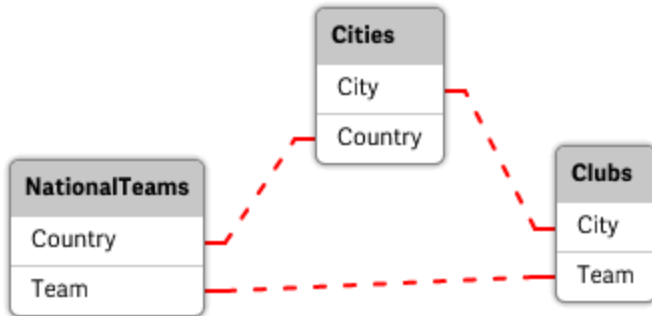 Cities
City
Country
NationalTeams
Country
Team
Clubs
City
Team